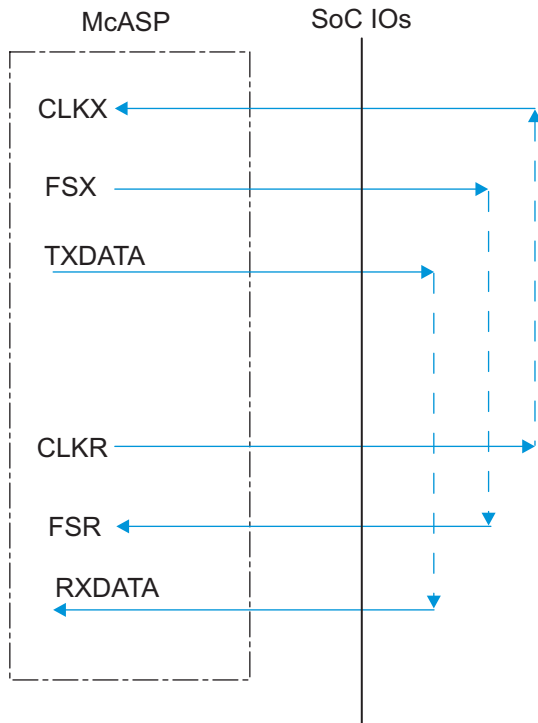 McASP
SoC IOs
CLKX
FSX
TXDATA
CLKR
FSR
RXDATA